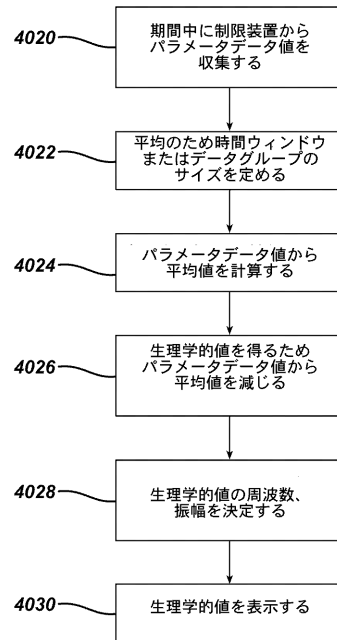 4020
期間中に制限装置から
パラメータデータ値を
収集する
4022
平均のため時間ウィンドウ
またはデータグループの
サイズを定める
4024
パラメータデータ値から
平均値を計算する
4026
生理学的値を得るため
パラメータデータ値から
平均値を減じる
4028
生理学的値の周波数、
振幅を決定する
4030
生理学的値を表示する